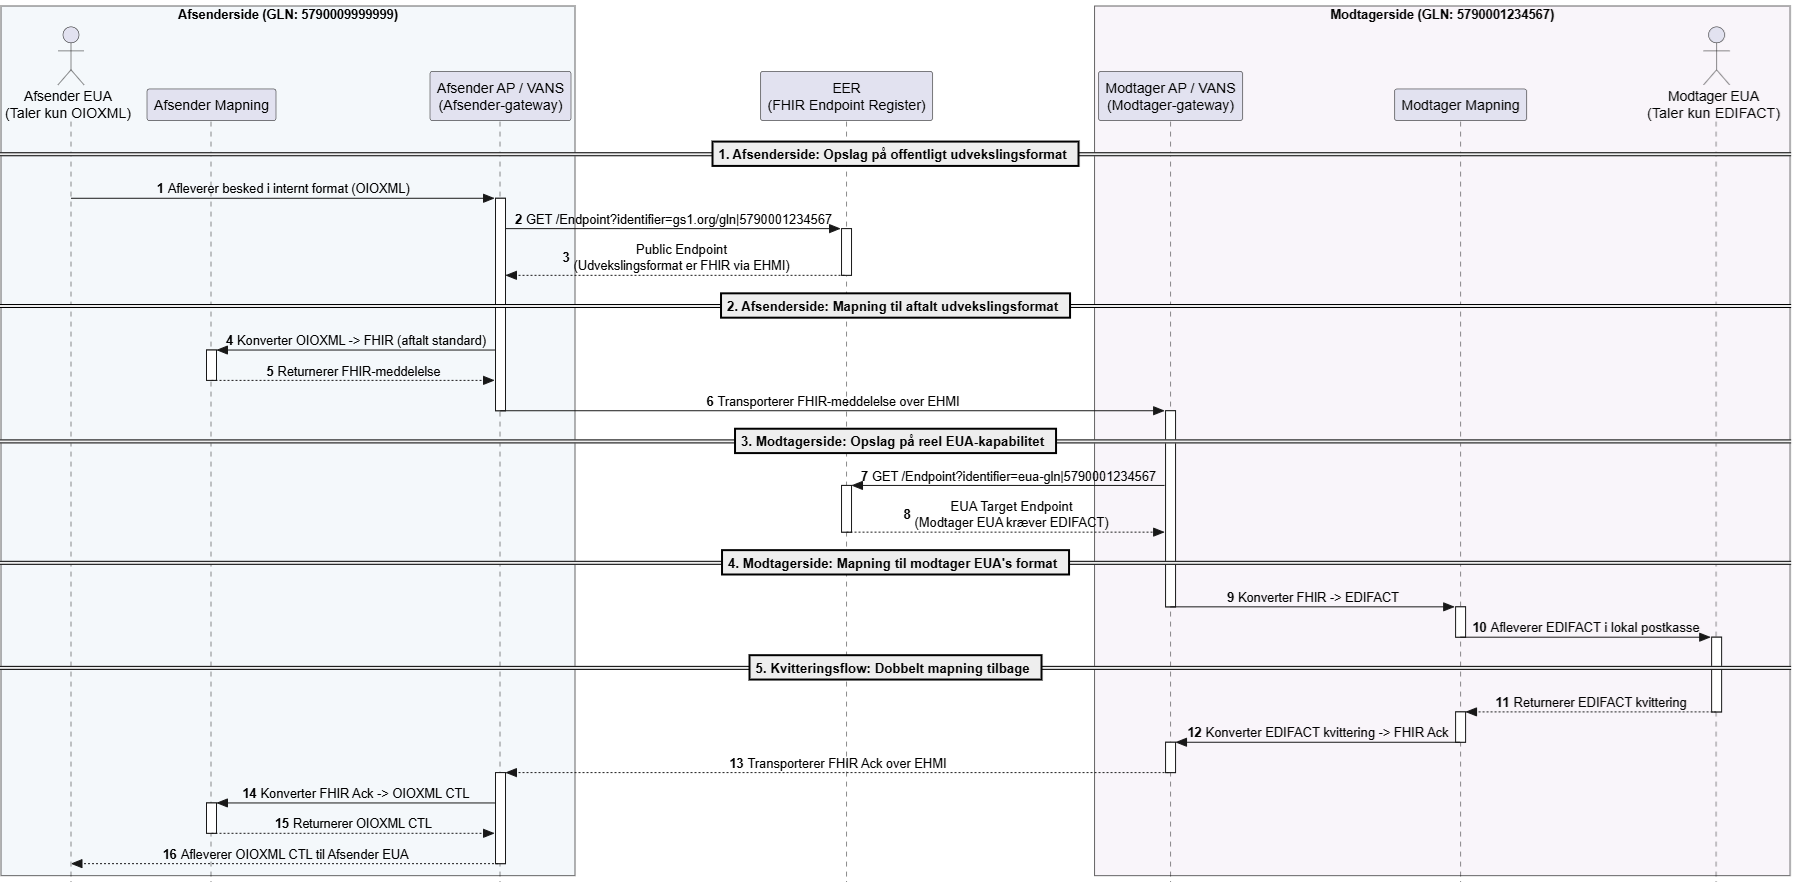 Afsenderside (GLN: 5790009999999)
Modtagerside (GLN: 5790001234567)
Afsender EUA
(Taler kun OIOXML)
Afsender Mapning
Afsender AP / VANS
(Afsender-gateway)
EER
(FHIR Endpoint Register)
Modtager AP / VANS
(Modtager-gateway)
Modtager Mapning
Modtager EUA
(Taler kun EDIFACT)
1. Afsenderside: Opslag på offentligt udvekslingsformat
1 Afleverer besked i internt format (OIOXML)
2 GET /Endpoint?identifier=gs1.org/gln|5790001234567
3 Public Endpoint
(Udvekslingsformat er FHIR via EHMI)
2. Afsenderside: Mapning til aftalt udvekslingsformat
4 Konverter OIOXML -> FHIR (aftalt standard)
5 Returnerer FHIR-meddelelse
6 Transporterer FHIR-meddelelse over EHMI
3. Modtagerside: Opslag på reel EUA-kapabilitet
7 GET /Endpoint?identifier=eua-gln|5790001234567
8 EUA Target Endpoint
(Modtager EUA kræver EDIFACT)
4. Modtagerside: Mapning til modtager EUA's format
9 Konverter FHIR -> EDIFACT
10 Afleverer EDIFACT i lokal postkasse
5. Kvitteringsflow: Dobbelt mapning tilbage
11 Returnerer EDIFACT kvittering
12 Konverter EDIFACT kvittering -> FHIR Ack
13 Transporterer FHIR Ack over EHMI
14 Konverter FHIR Ack -> OIOXML CTL
15 Returnerer OIOXML CTL
16 Afleverer OIOXML CTL til Afsender EUA